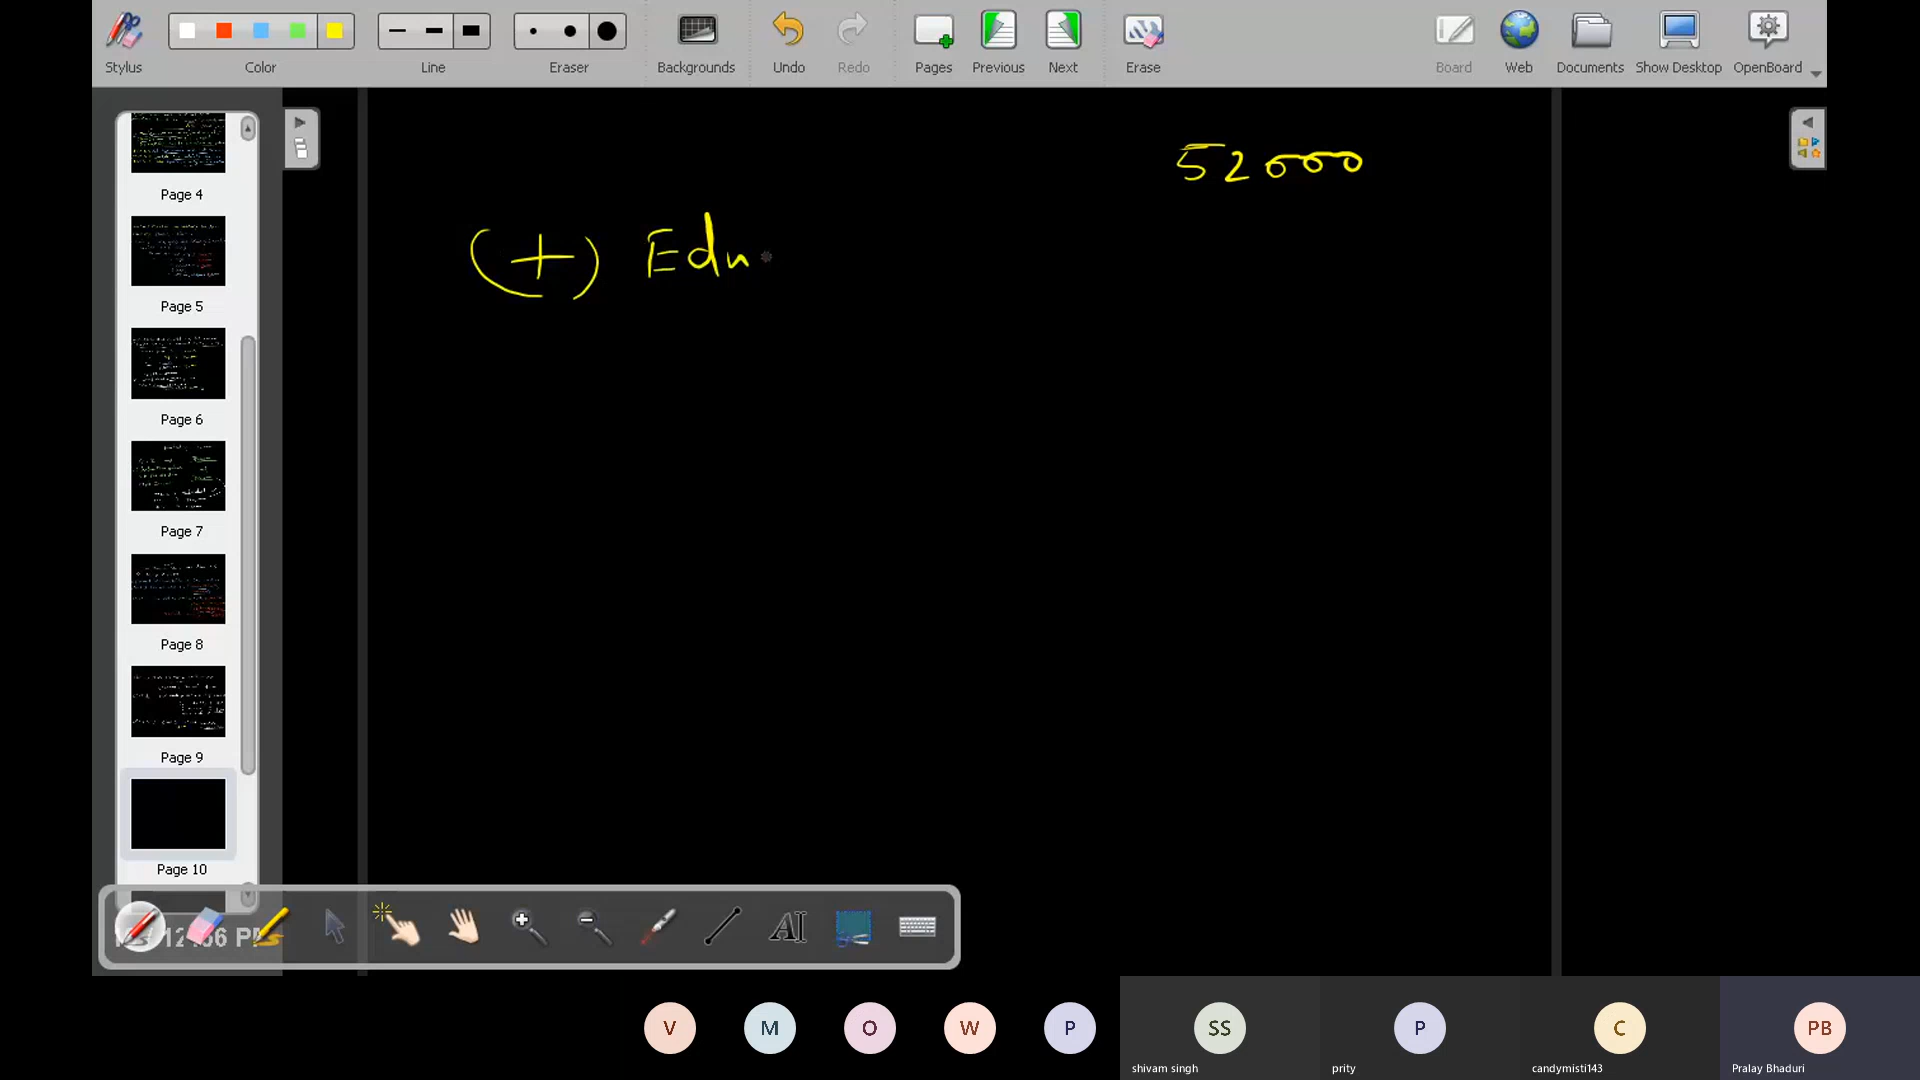 Stylus
Color
Line
Eraser
Backgrounds
Undo
Redo
Pages
Previous
Next
Erase
Board
Web
Documents
Show Desktop
OpenBoard
52000
(+) Edu
Page 4
Page 5
Page 6
Page 7
Page 8
Page 9
Page 10
AI
V
M
O
W
P
SS
shivam singh
P
prity
C
candymisti143
PB
Pralay Bhaduri